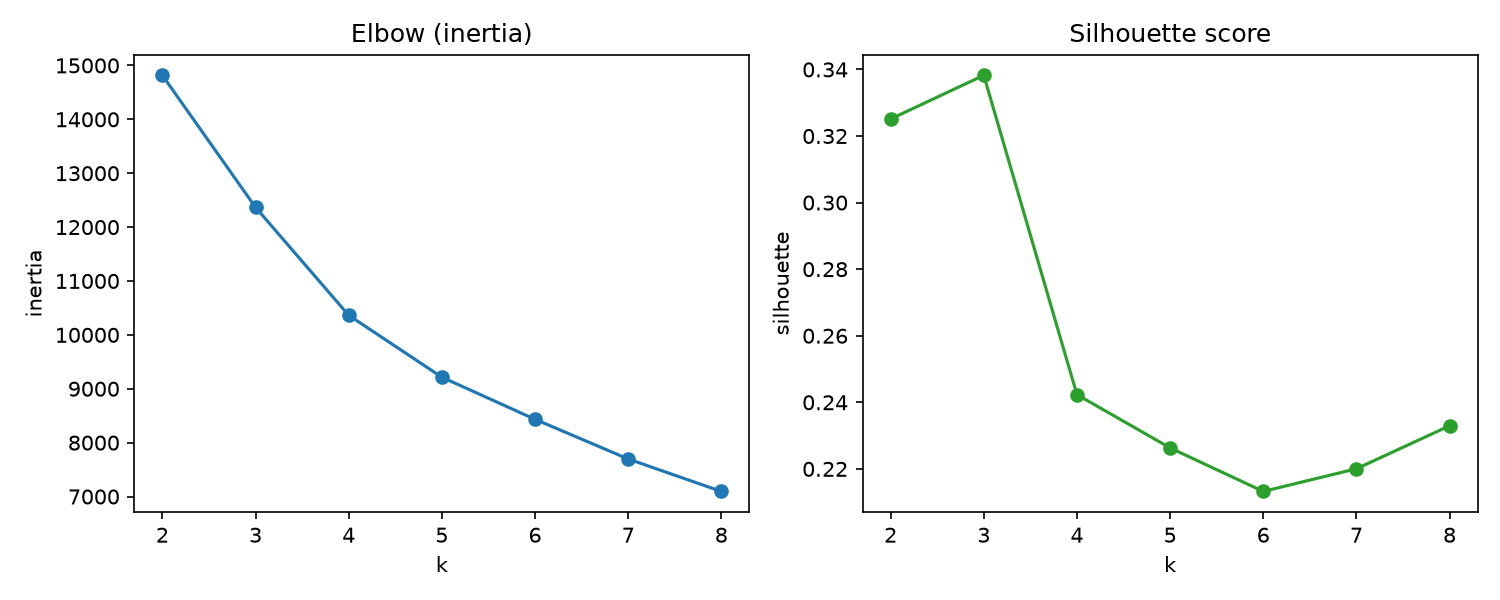 Elbow (inertia)
15000
14000
13000
12000
11000
10000
9000
8000
7000
inertia
2 3 4 5 6 7 8
k
Silhouette score
0.34
0.32
0.30
0.28
0.26
0.24
0.22
silhouette
2 3 4 5 6 7 8
k